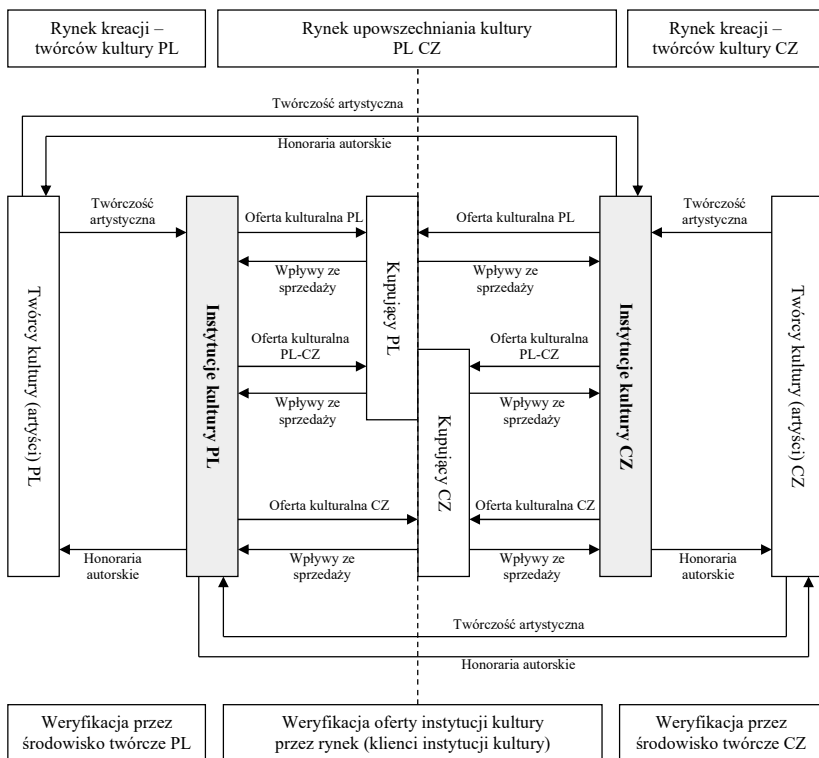 Rynek kreacji –
twórców kultury PL
Rynek upowszechniania kultury
PL CZ
Rynek kreacji –
twórców kultury CZ
Twórczość artystyczna
Honoraria autorskie
Twórczość
artystyczna
Oferta kulturalna PL
Oferta kulturalna PL
Twórczość
artystyczna
Wpływy ze
sprzedaży
Wpływy ze
sprzedaży
Twórcy kultury (artyści) PL
Instytucje kultury PL
Kupujący PL
Kupujący CZ
Instytucje kultury CZ
Twórcy kultury (artyści) CZ
Oferta kulturalna
PL-CZ
Oferta kulturalna
PL-CZ
Wpływy ze
sprzedaży
Wpływy ze
sprzedaży
Oferta kulturalna CZ
Oferta kulturalna CZ
Honoraria
autorskie
Wpływy ze
sprzedaży
Wpływy ze
sprzedaży
Honoraria
autorskie
Twórczość artystyczna
Honoraria autorskie
Weryfikacja przez
środowisko twórcze PL
Weryfikacja oferty instytucji kultury
przez rynek (klienci instytucji kultury)
Weryfikacja przez
środowisko twórcze CZ